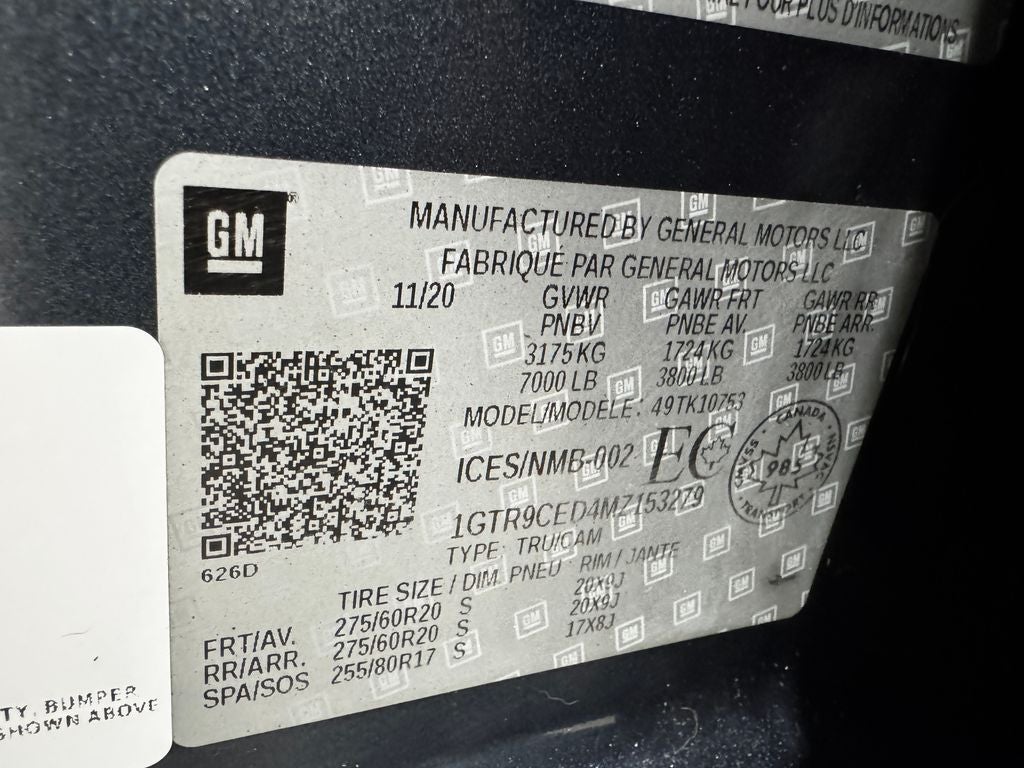 POUR PLUS D'INFORMATIONS
GM
MANUFACTURED BY GENERAL MOTORS LLC
FABRIQUÉ PAR GENERAL MOTORS LLC
11/20 GVWR GAWR FRT GAWR RR
PNBV PNBE AV. PNBE ARR.
3175 KG 1724 KG 1724 KG
7000 LB 3800 LB 3800 LB
MODEL/MODELE: 49TK10753
ICES/NMB-002 EC
CANADA
985
1GTR9CED4MZ153279
TYPE: TRU/CAM
626D
TIRE SIZE / DIM. PNEU RIM / JANTE
FRT/AV. 275/60R20 S 20X9J
RR/ARR. 275/60R20 S 20X9J
SPA/SOS 255/80R17 S 17X8J
TY, BUMPER
SHOWN ABOVE